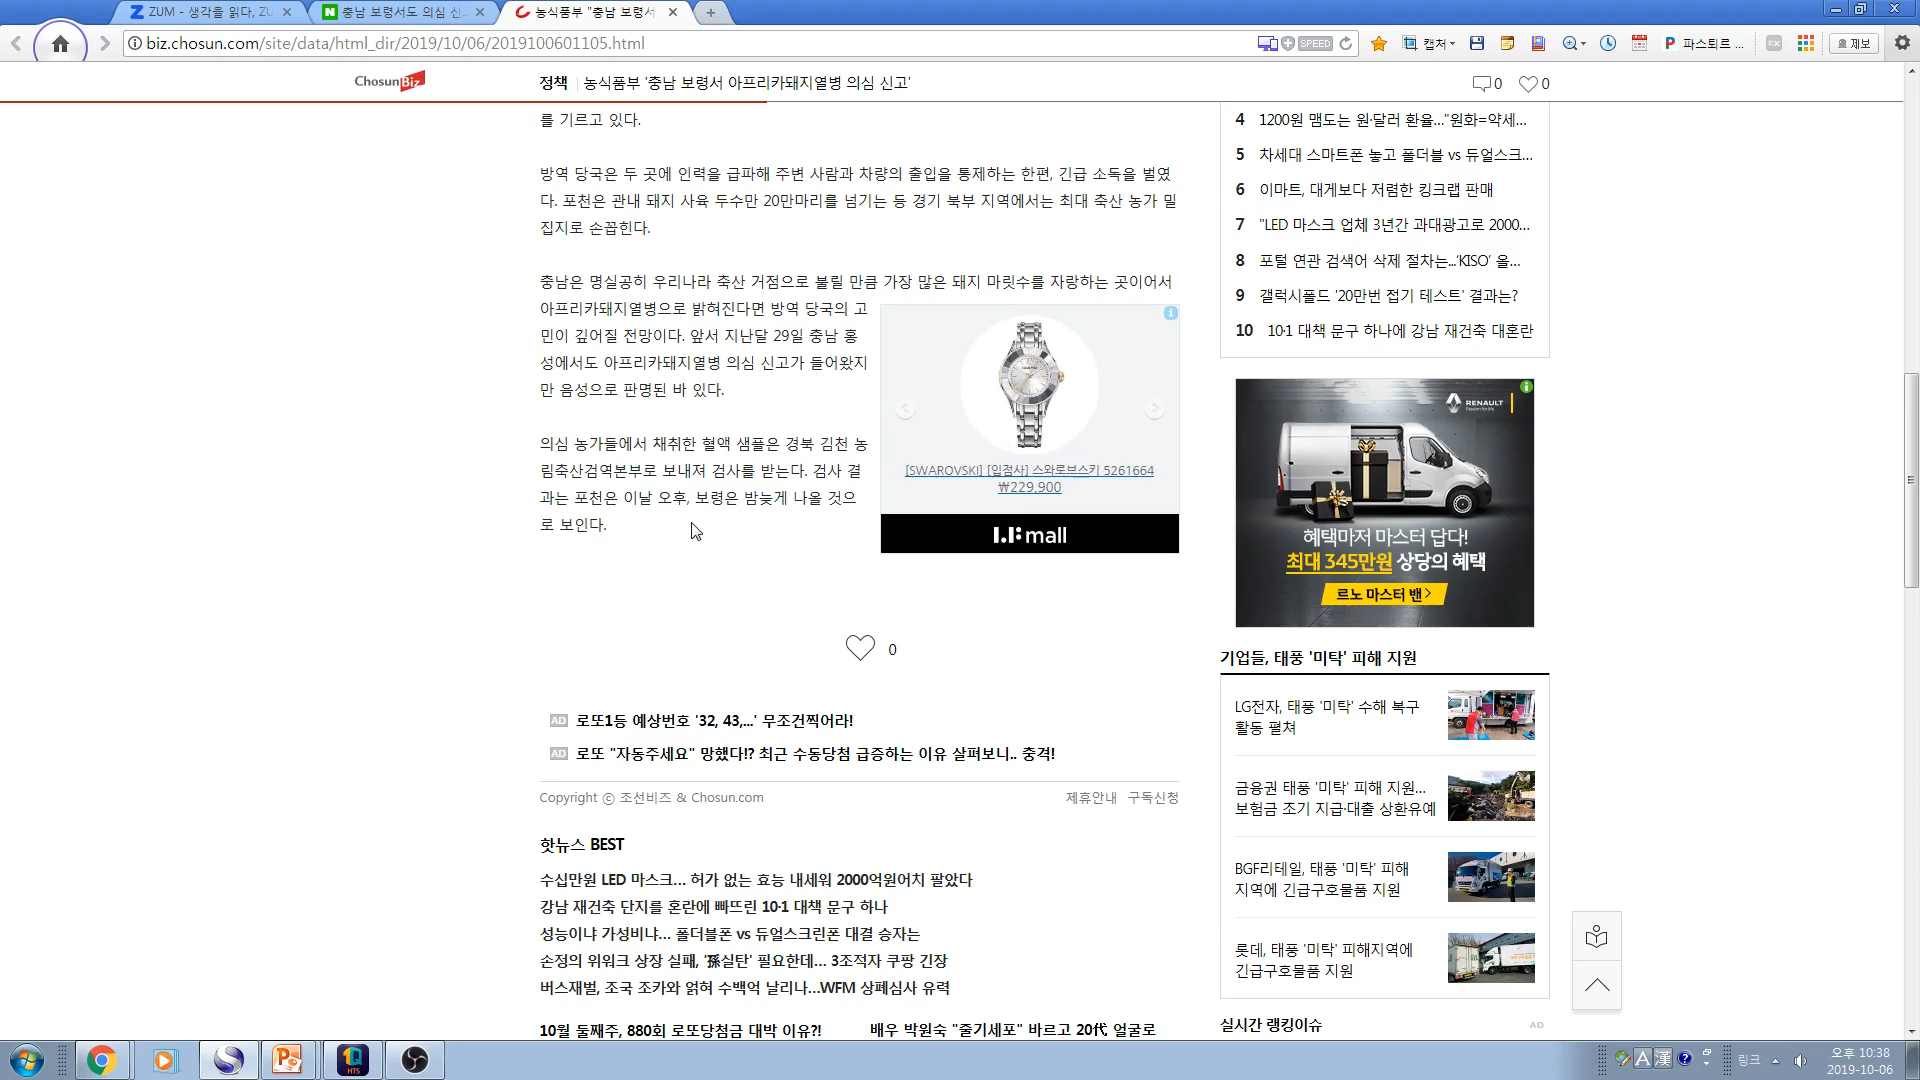 ZUM - 생각을 읽다, ZU
충남 보령서도 의심 신
농식품부 "충남 보령서
biz.chosun.com/site/data/html_dir/2019/10/06/2019100601105.html
SPEED
캡처
파스퇴르 ...
제보
ChosunBiz
정책
농식품부 '충남 보령서 아프리카돼지열병 의심 신고'
0
0
를 기르고 있다.
방역 당국은 두 곳에 인력을 급파해 주변 사람과 차량의 출입을 통제하는 한편, 긴급 소독을 벌였
다. 포천은 관내 돼지 사육 두수만 20만마리를 넘기는 등 경기 북부 지역에서는 최대 축산 농가 밀
집지로 손꼽힌다.
충남은 명실공히 우리나라 축산 거점으로 불릴 만큼 가장 많은 돼지 마릿수를 자랑하는 곳이어서
아프리카돼지열병으로 밝혀진다면 방역 당국의 고
민이 깊어질 전망이다. 앞서 지난달 29일 충남 홍
성에서도 아프리카돼지열병 의심 신고가 들어왔지
만 음성으로 판명된 바 있다.
의심 농가들에서 채취한 혈액 샘플은 경북 김천 농
림축산검역본부로 보내져 검사를 받는다. 검사 결
과는 포천은 이날 오후, 보령은 밤늦게 나올 것으
로 보인다.
[SWAROVSKI] [입점사] 스와로브스키 5261664
₩229,900
LF mall
0
AD 로또1등 예상번호 '32, 43,...' 무조건찍어라!
AD 로또 "자동주세요" 망했다!? 최근 수동당첨 급증하는 이유 살펴보니.. 충격!
Copyright ⓒ 조선비즈 & Chosun.com
제휴안내 구독신청
핫뉴스 BEST
수십만원 LED 마스크... 허가 없는 효능 내세워 2000억원어치 팔았다
강남 재건축 단지를 혼란에 빠뜨린 10·1 대책 문구 하나
성능이냐 가성비냐... 폴더블폰 vs 듀얼스크린폰 대결 승자는
손정의 위워크 상장 실패, '孫실탄' 필요한데... 3조적자 쿠팡 긴장
버스재벌, 조국 조카와 얽혀 수백억 날리나...WFM 상폐심사 유력
10월 둘째주, 880회 로또당첨금 대박 이유?!
배우 박원숙 "줄기세포" 바르고 20代 얼굴로
4 1200원 맴도는 원·달러 환율..."원화=약세...
5 차세대 스마트폰 놓고 폴더블 vs 듀얼스크...
6 이마트, 대게보다 저렴한 킹크랩 판매
7 "LED 마스크 업체 3년간 과대광고로 2000...
8 포털 연관 검색어 삭제 절차는...'KISO' 올...
9 갤럭시폴드 '20만번 접기 테스트' 결과는?
10 10·1 대책 문구 하나에 강남 재건축 대혼란
RENAULT
Passion for life
혜택마저 마스터 답다!
최대 345만원 상당의 혜택
르노 마스터 밴>
기업들, 태풍 '미탁' 피해 지원
LG전자, 태풍 '미탁' 수해 복구
활동 펼쳐
금융권 태풍 '미탁' 피해 지원...
보험금 조기 지급·대출 상환유예
BGF리테일, 태풍 '미탁' 피해
지역에 긴급구호물품 지원
롯데, 태풍 '미탁' 피해지역에
긴급구호물품 지원
실시간 랭킹이슈
AD
HTS
A 漢
링크
오후 10:38
2019-10-06